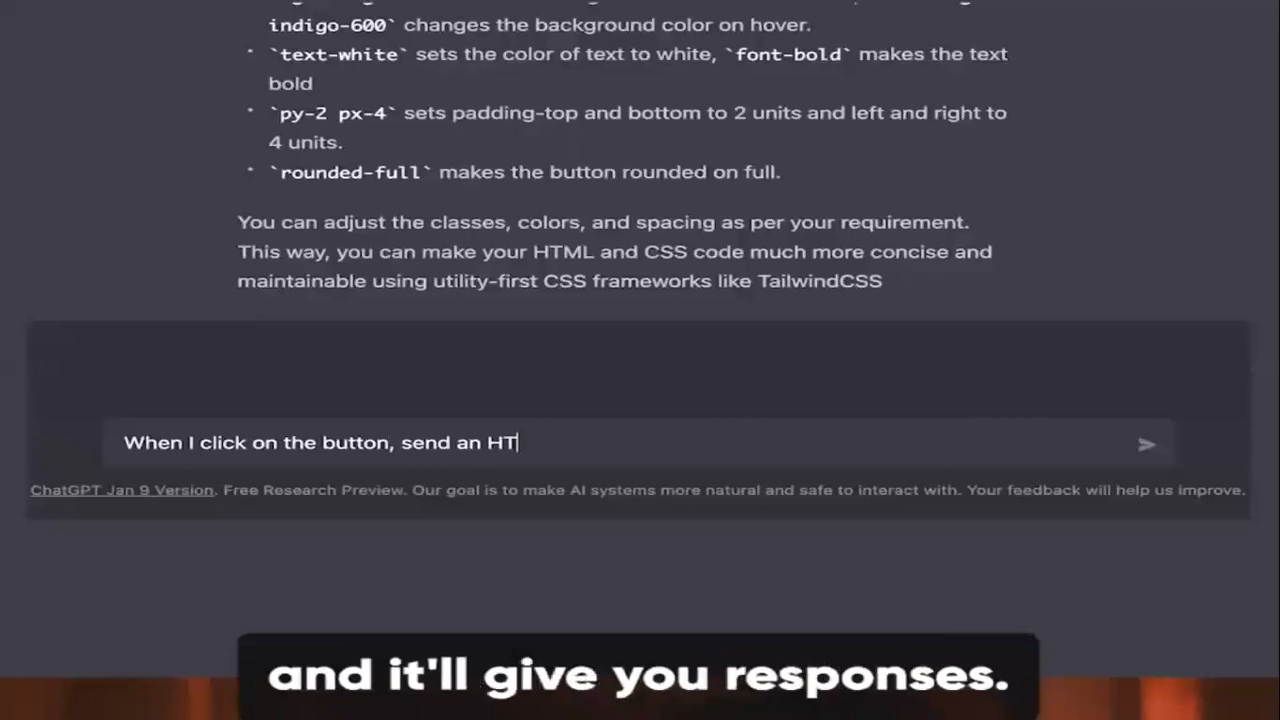 indigo-600` changes the background color on hover.
• `text-white` sets the color of text to white, `font-bold` makes the text
bold
• `py-2 px-4` sets padding-top and bottom to 2 units and left and right to
4 units.
• `rounded-full` makes the button rounded on full.
You can adjust the classes, colors, and spacing as per your requirement.
This way, you can make your HTML and CSS code much more concise and
maintainable using utility-first CSS frameworks like TailwindCSS
When I click on the button, send an HT
ChatGPT Jan 9 Version. Free Research Preview. Our goal is to make AI systems more natural and safe to interact with. Your feedback will help us improve.
and it'll give you responses.